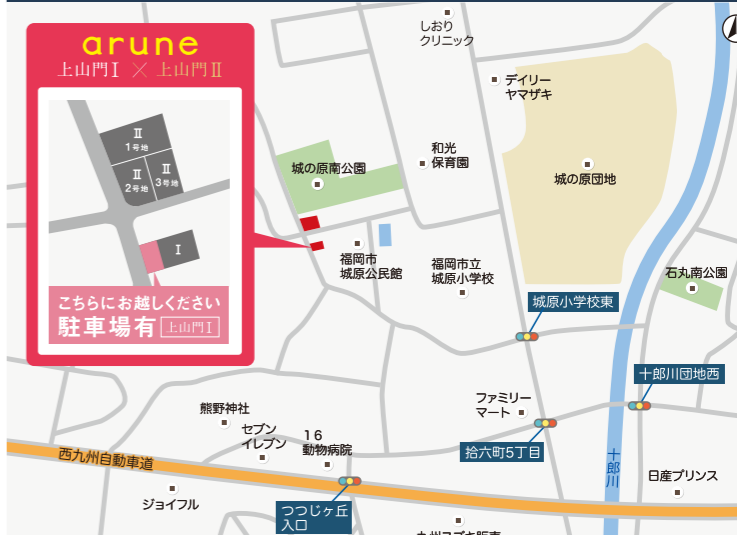 arune
上山門Ⅰ × 上山門Ⅱ
Ⅱ
1号地
Ⅱ
2号地
Ⅱ
3号地
Ⅰ
こちらにお越しください
駐車場有 上山門Ⅰ
しおり
クリニック
デイリー
ヤマザキ
和光
保育園
城の原南公園
城の原団地
福岡市
城原公民館
福岡市立
城原小学校
石丸南公園
城原小学校東
十郎川団地西
ファミリー
マート
熊野神社
セブン
イレブン
16
動物病院
拾六町5丁目
西九州自動車道
十郎川
日産プリンス
ジョイフル
つつじヶ丘
入口